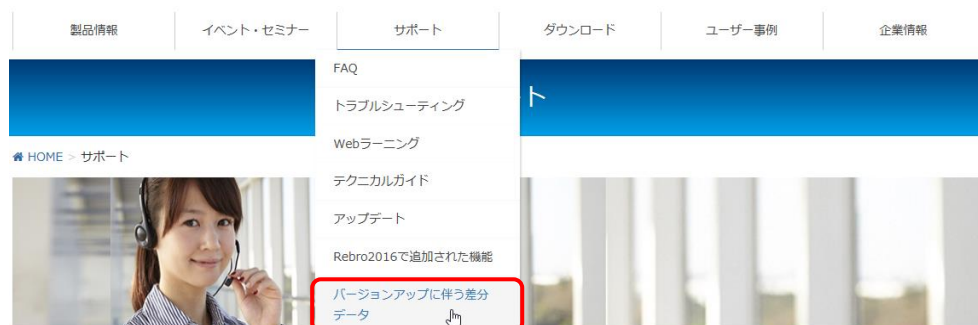 製品情報 イベント・セミナー サポート ダウンロード ユーザー事例 企業情報
FAQ
トラブルシューティング
ト
Webラーニング
HOME > サポート
テクニカルガイド
アップデート
Rebro2016で追加された機能
バージョンアップに伴う差分
データ